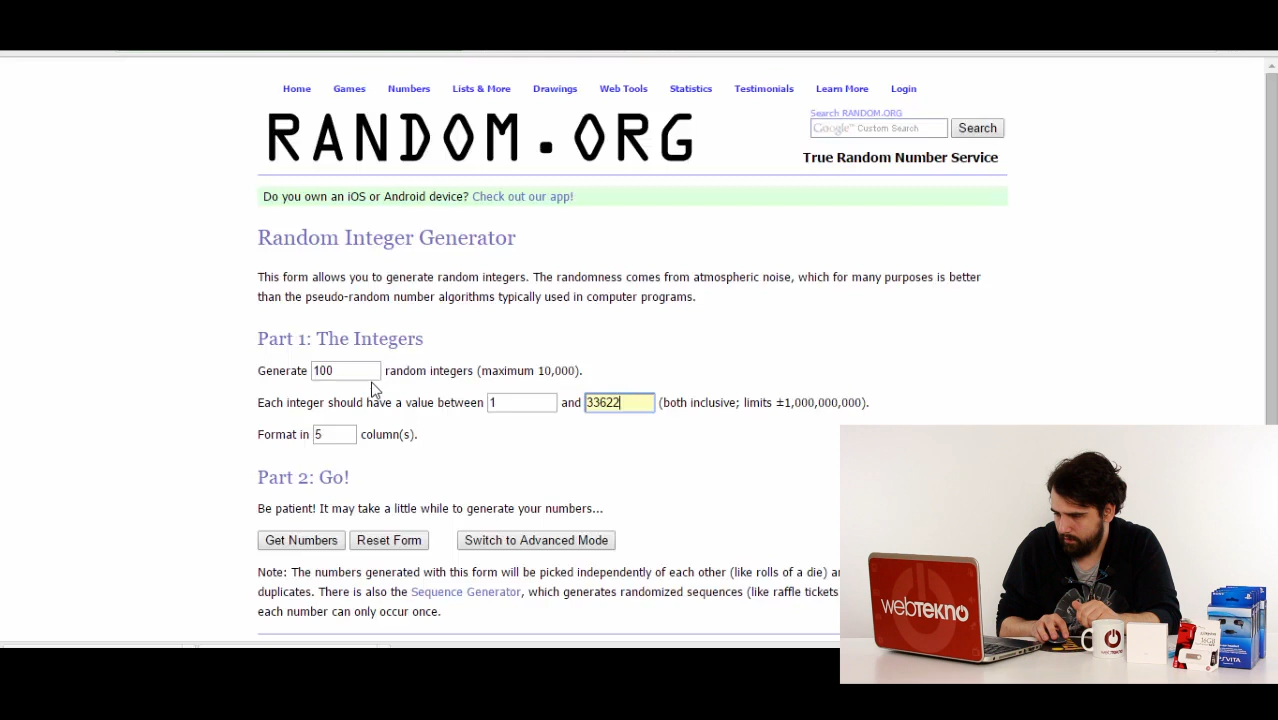 Home Games Numbers Lists & More Drawings Web Tools Statistics Testimonials Learn More Login
RANDOM.ORG
Search RANDOM.ORG
Google™ Custom Search Search
True Random Number Service
Do you own an iOS or Android device? Check out our app!
Random Integer Generator
This form allows you to generate random integers. The randomness comes from atmospheric noise, which for many purposes is better
than the pseudo-random number algorithms typically used in computer programs.
Part 1: The Integers
Generate 100 random integers (maximum 10,000).
Each integer should have a value between 1 and 33622 (both inclusive; limits ±1,000,000,000).
Format in 5 column(s).
Part 2: Go!
Be patient! It may take a little while to generate your numbers...
Get Numbers Reset Form Switch to Advanced Mode
Note: The numbers generated with this form will be picked independently of each other (like rolls of a die) an
duplicates. There is also the Sequence Generator, which generates randomized sequences (like raffle tickets
each number can only occur once.
webTEKNO
16GB
PSVITA